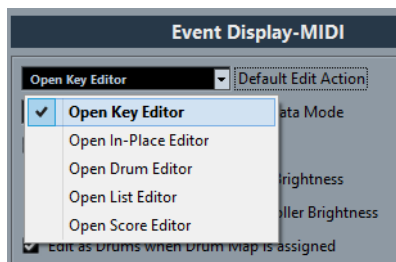 Event Display-MIDI
Open Key Editor Default Edit Action
Open Key Editor ata Mode
Open In-Place Editor
Open Drum Editor Brightness
Open List Editor oller Brightness
Open Score Editor
Edit as Drums when Drum Map is assigned